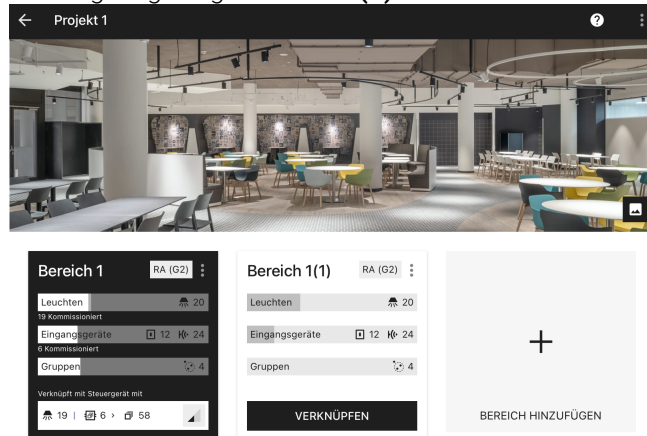 Projekt 1
?
Bereich 1
RA (G2)
Leuchten
20
19 Kommissioniert
Eingangsgeräte
12
24
6 Kommissioniert
Gruppen
4
Verknüpft mit Steuergerät mit
19 | 6 > 58
Bereich 1(1)
RA (G2)
Leuchten
20
Eingangsgeräte
12
24
Gruppen
4
VERKNÜPFEN
+
BEREICH HINZUFÜGEN